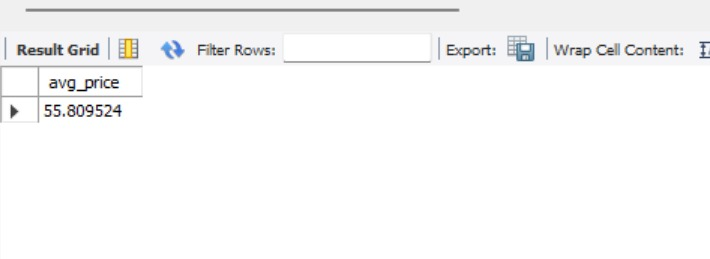 Result Grid Filter Rows: Export: Wrap Cell Content:
avg_price
55.809524